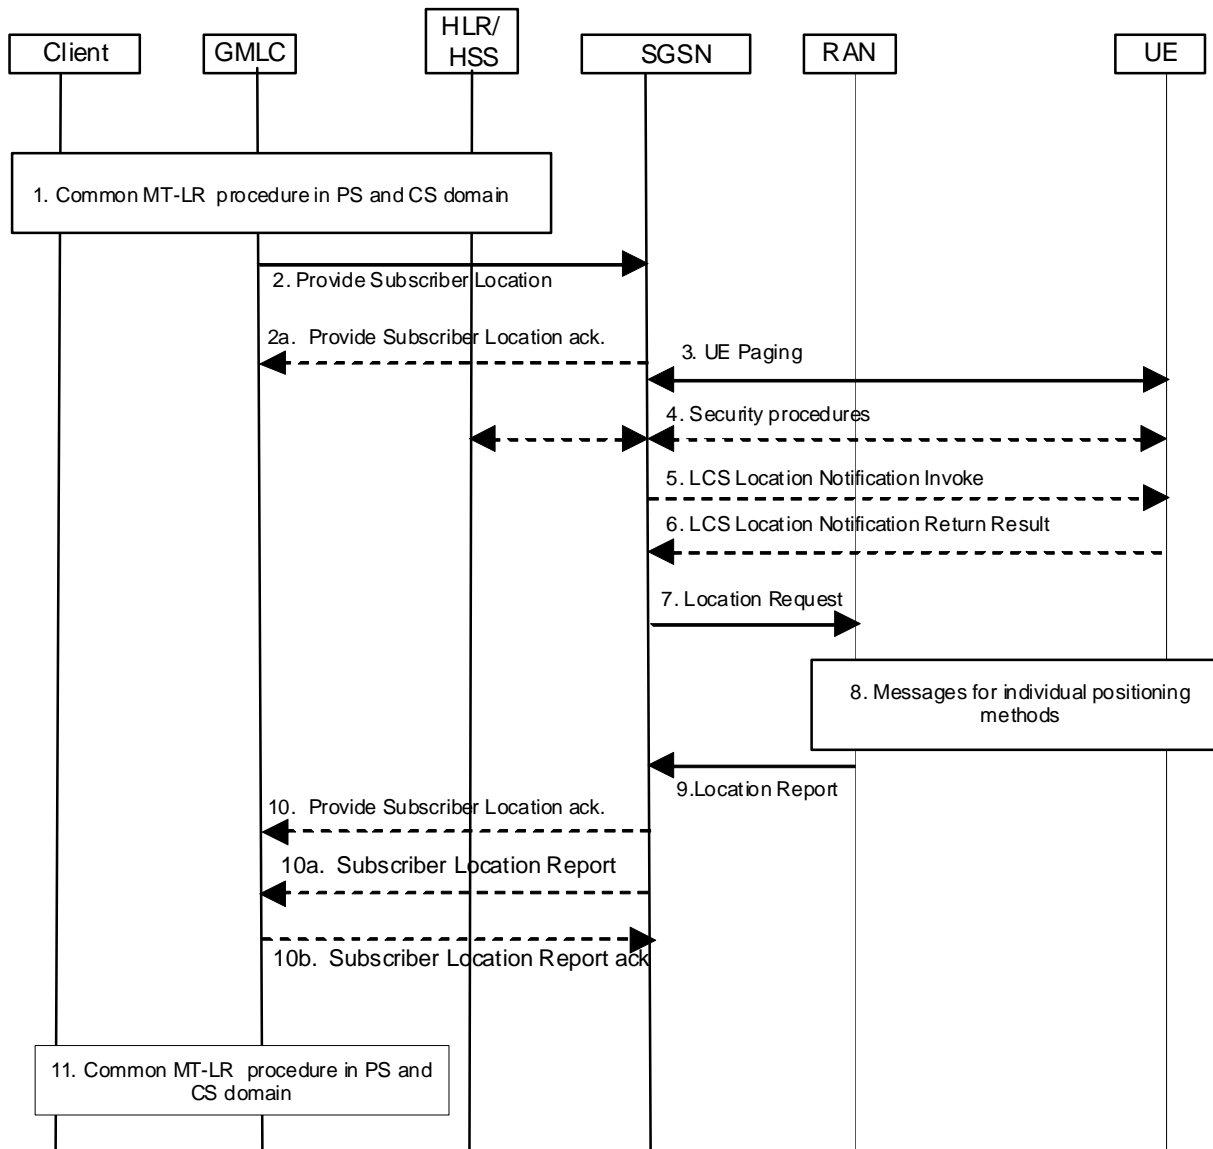 Client
GMLC
HLR/
HSS
SGSN
RAN
UE
1. Common MT-LR procedure in PS and CS domain
2. Provide Subscriber Location
2a. Provide Subscriber Location ack.
3. UE Paging
4. Security procedures
5. LCS Location Notification Invoke
6. LCS Location Notification Return Result
7. Location Request
8. Messages for individual positioning
methods
9.Location Report
10. Provide Subscriber Location ack.
10a. Subscriber Location Report
10b. Subscriber Location Report ack
11. Common MT-LR procedure in PS and
CS domain